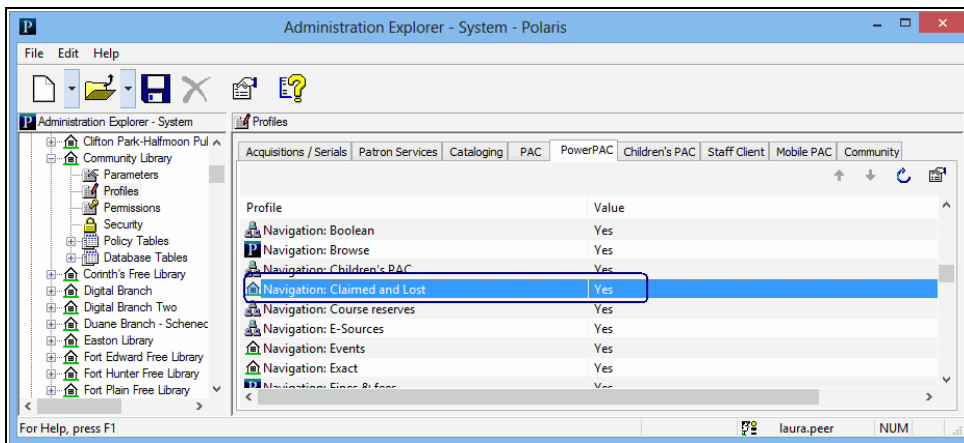 Administration Explorer - System - Polaris
File Edit Help
Administration Explorer - System
Clifton Park-Halfmoon Pul
Community Library
Parameters
Profiles
Permissions
Security
Policy Tables
Database Tables
Corinth's Free Library
Digital Branch
Digital Branch Two
Duane Branch - Schenec
Easton Library
Fort Edward Free Library
Fort Hunter Free Library
Fort Plain Free Library
Profiles
Acquisitions / Serials Patron Services Cataloging PAC PowerPAC Children's PAC Staff Client Mobile PAC Community
Profile Value
Navigation: Boolean Yes
Navigation: Browse Yes
Navigation: Children's PAC Yes
Navigation: Claimed and Lost Yes
Navigation: Course reserves Yes
Navigation: E-Sources Yes
Navigation: Events Yes
Navigation: Exact Yes
Navigation: Fines & fees Yes
For Help, press F1 laura.peer NUM